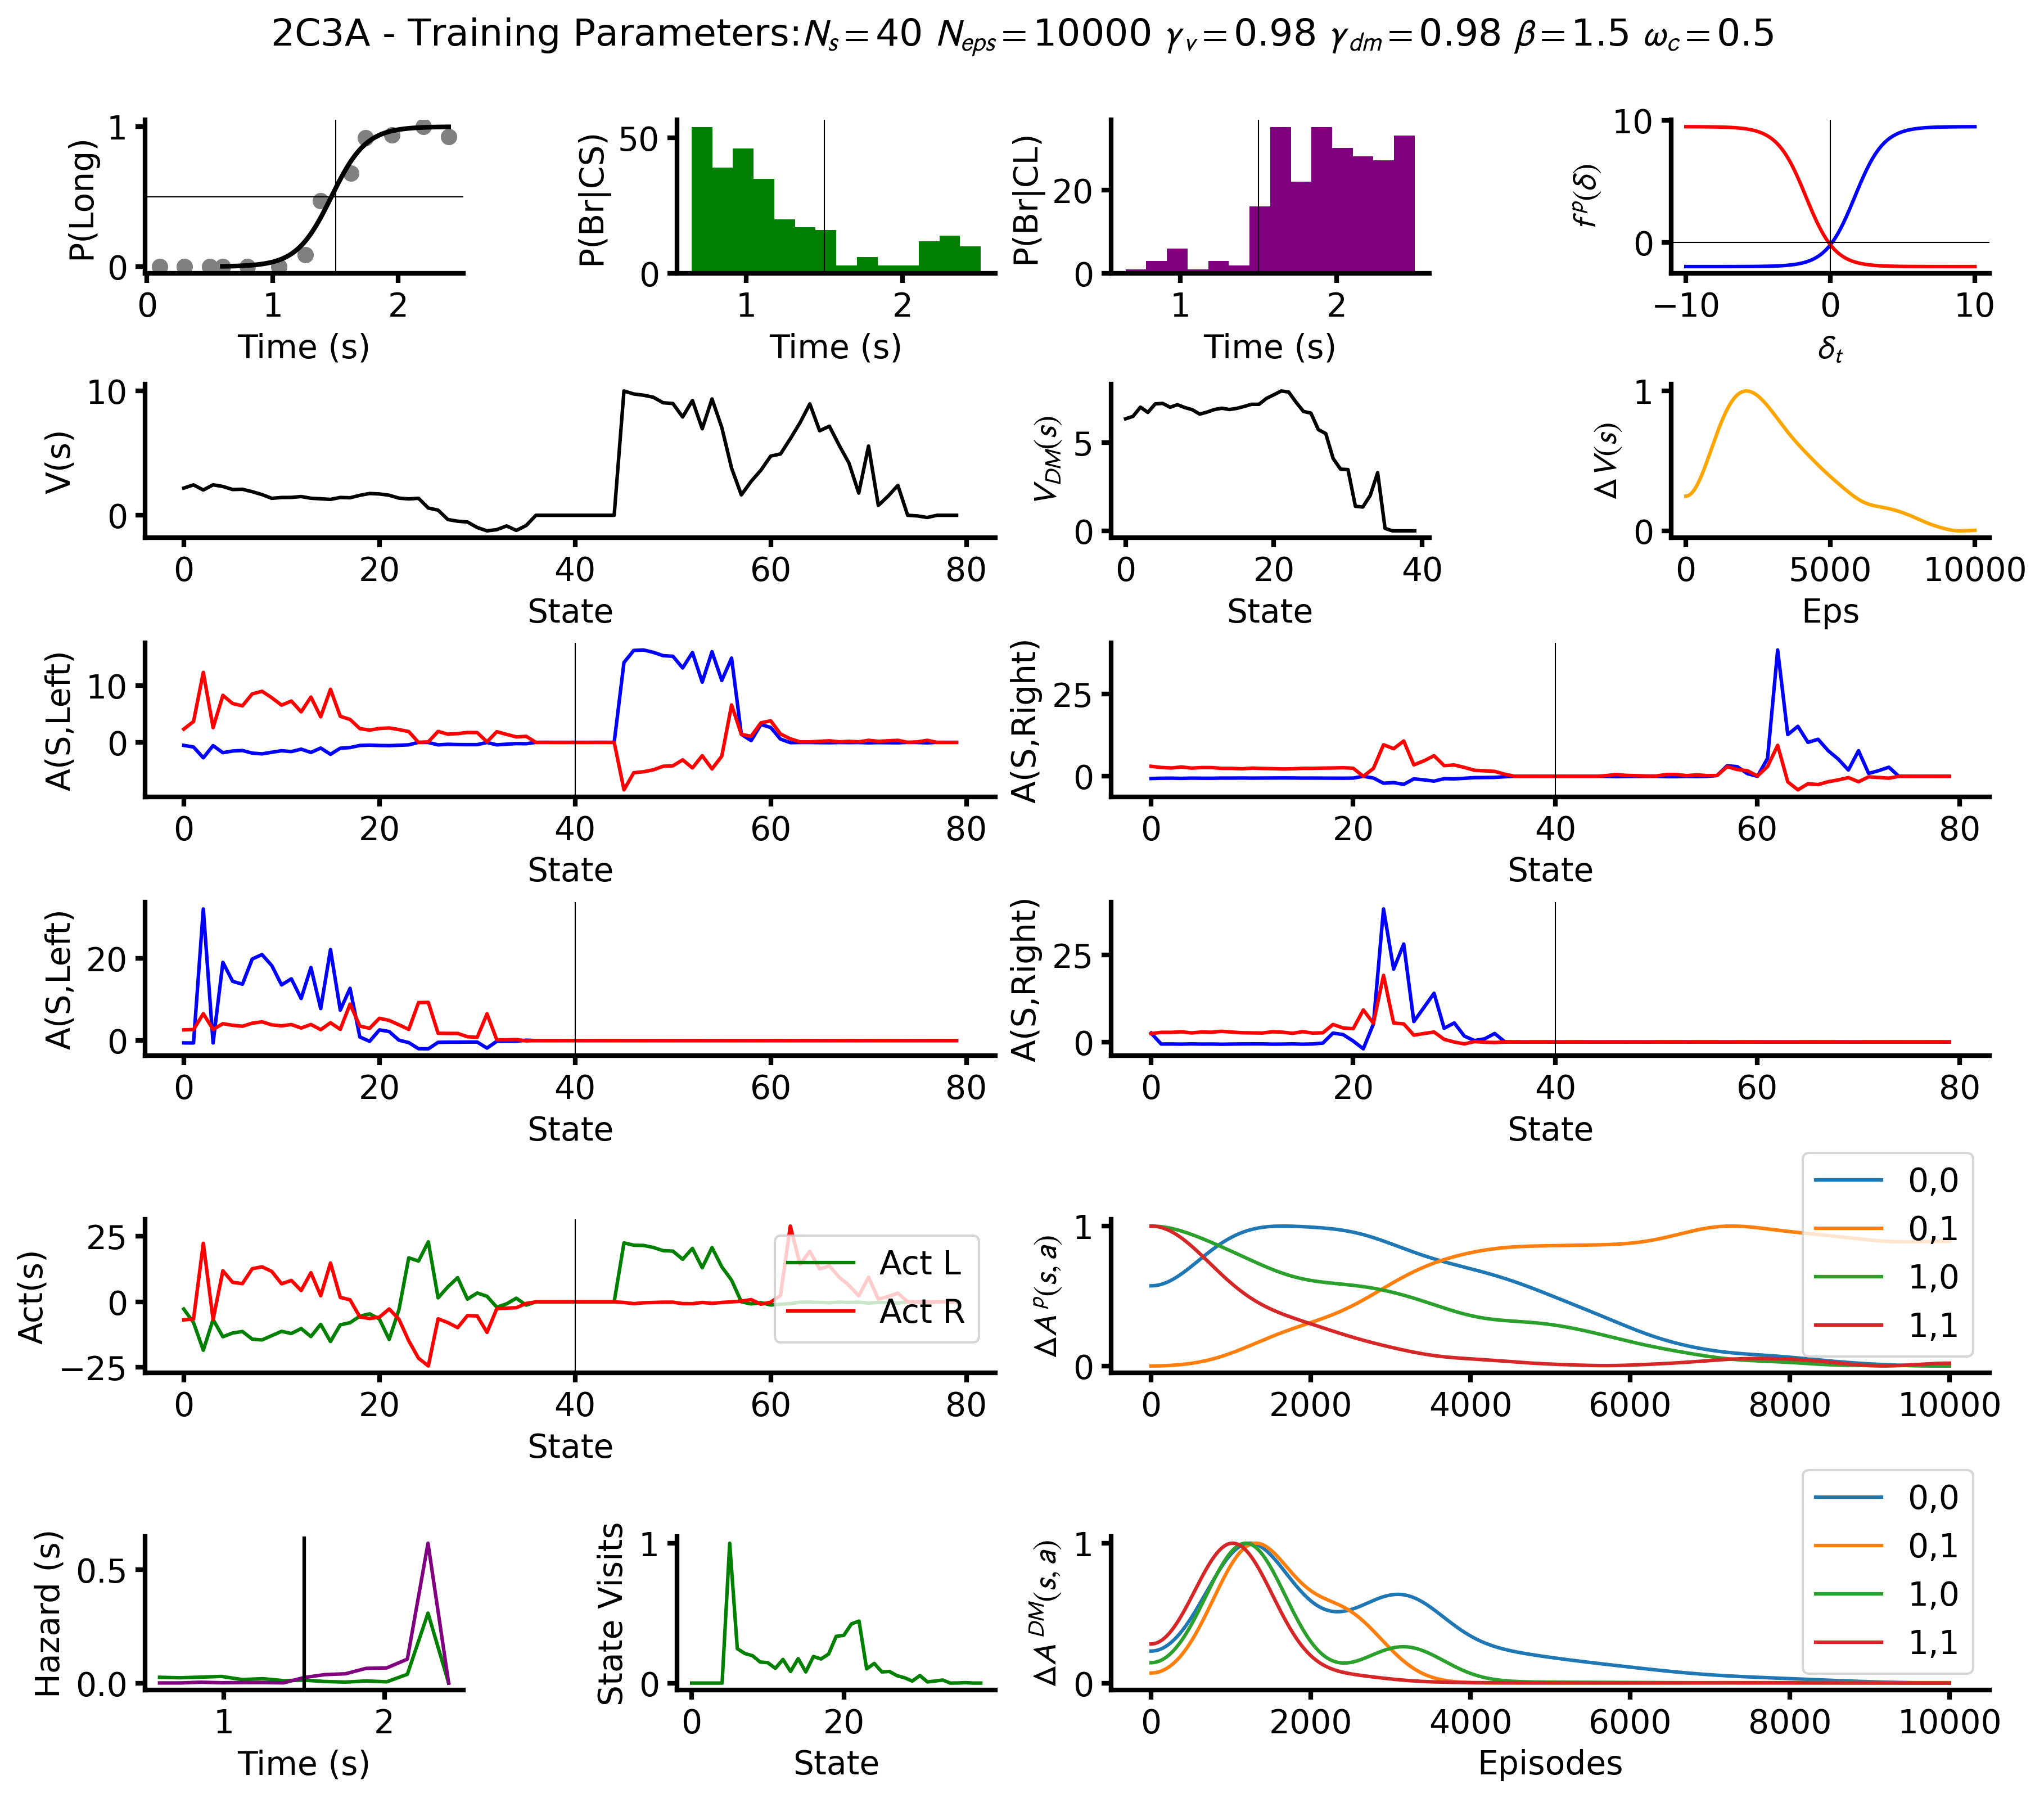 2C3A - Training Parameters:Nₛ=40 Nₑₚₛ=10000 γᵥ=0.98 γ_dm=0.98 β=1.5 ω_c=0.5
P(Long)
1
0
0 1 2
Time (s)
P(Br|CS)
50
0
1 2
Time (s)
P(Br|CL)
20
0
1 2
Time (s)
f^p(δ)
10
0
−10 0 10
δ_t
V(s)
10
0
0 20 40 60 80
State
V_DM(s)
5
0
0 20 40
State
Δ V(s)
1
0
0 5000 10000
Eps
A(S,Left)
10
0
0 20 40 60 80
State
A(S,Right)
25
0
0 20 40 60 80
State
A(S,Left)
20
0
0 20 40 60 80
State
A(S,Right)
25
0
0 20 40 60 80
State
Act(s)
25
0
−25
Act L
Act R
0 20 40 60 80
State
ΔA^p(s,a)
1
0
0,0
0,1
1,0
1,1
0 2000 4000 6000 8000 10000
Hazard (s)
0.5
0.0
1 2
Time (s)
State Visits
1
0
0 20
State
ΔA^DM(s,a)
1
0
0,0
0,1
1,0
1,1
0 2000 4000 6000 8000 10000
Episodes